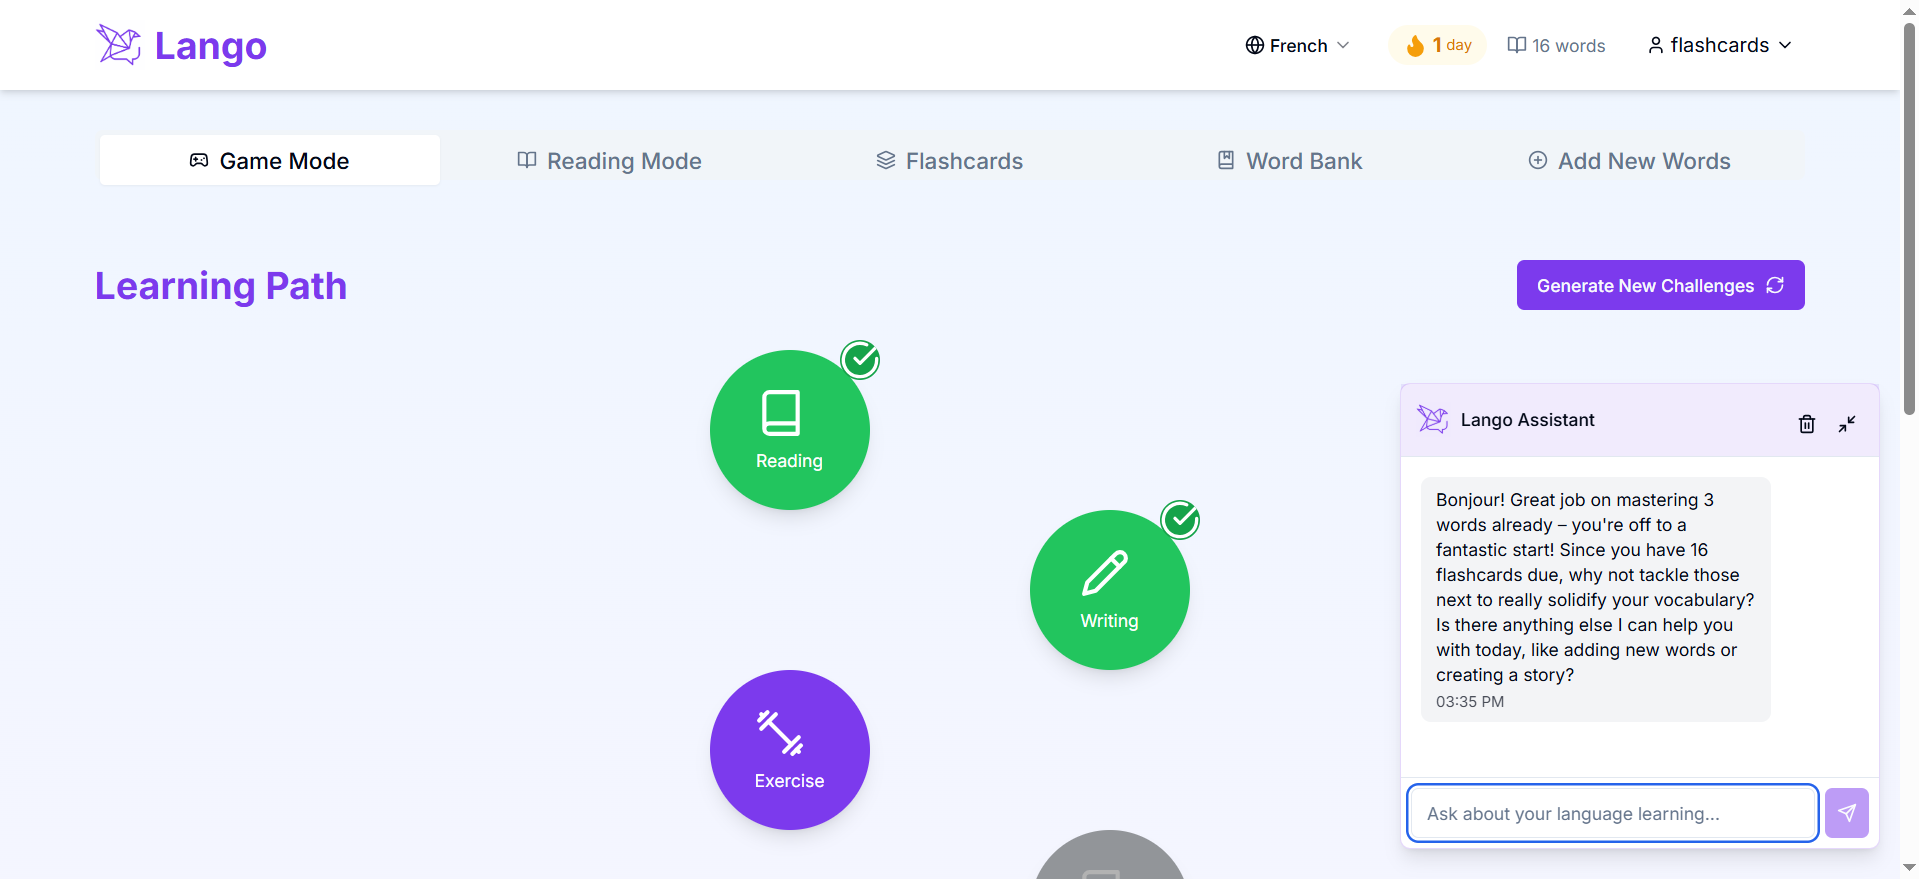 Lango
French
1 day
16 words
flashcards
Game Mode
Reading Mode
Flashcards
Word Bank
Add New Words
Learning Path
Generate New Challenges
Reading
Writing
Exercise
Lango Assistant
Bonjour! Great job on mastering 3
words already – you're off to a
fantastic start! Since you have 16
flashcards due, why not tackle those
next to really solidify your vocabulary?
Is there anything else I can help you
with today, like adding new words or
creating a story?
03:35 PM
Ask about your language learning...